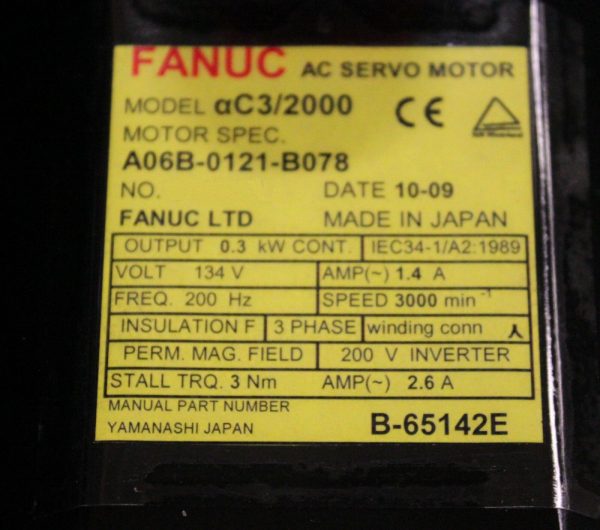 FANUC AC SERVO MOTOR
MODEL αC3/2000
MOTOR SPEC.
A06B-0121-B078
NO. DATE 10-09
FANUC LTD MADE IN JAPAN
OUTPUT 0.3 kW CONT. IEC34-1/A2:1989
VOLT 134 V AMP(~) 1.4 A
FREQ. 200 Hz SPEED 3000 min⁻¹
INSULATION F 3 PHASE winding conn
PERM. MAG. FIELD 200 V INVERTER
STALL TRQ. 3 Nm AMP(~) 2.6 A
MANUAL PART NUMBER
YAMANASHI JAPAN B-65142E